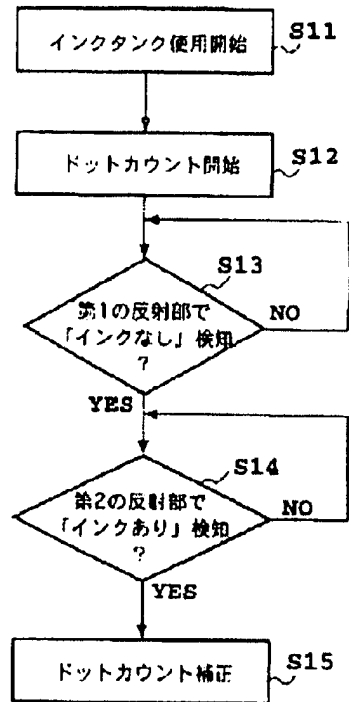 インクタンク使用開始
S11
ドットカウント開始
S12
S13
第1の反射部で
「インクなし」検知
?
NO
YES
S14
第2の反射部で
「インクあり」検知
?
NO
YES
ドットカウント補正
S15